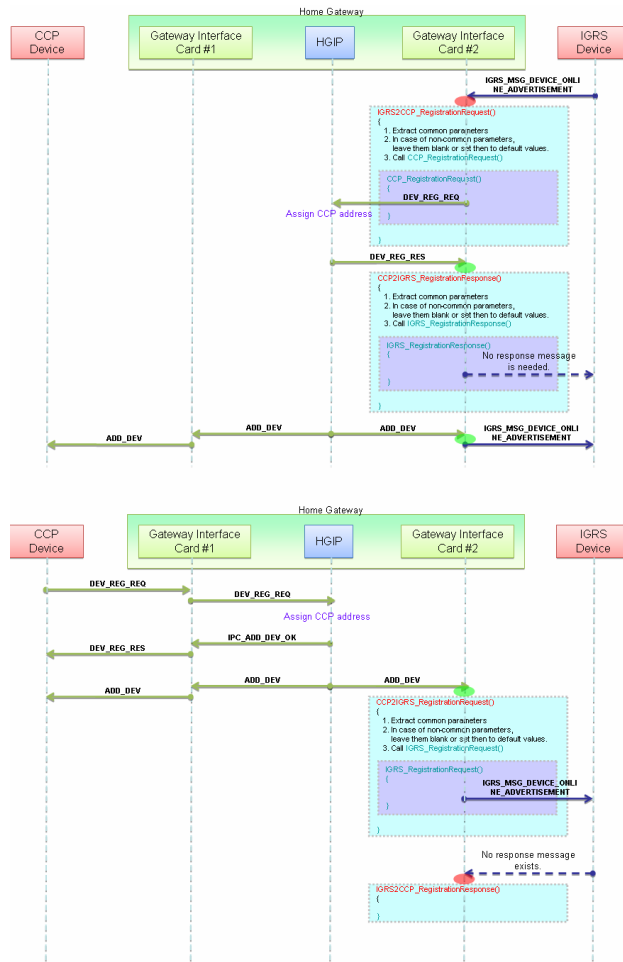 Home Gateway
CCP
Device
Gateway Interface
Card #1
HGIP
Gateway Interface
Card #2
IGRS
Device
IGRS_MSG_DEVICE_ONLI
NE_ADVERTISEMENT
IGRS2CCP_RegistrationRequest()
{
1. Extract common parameters
2. In case of non-common parameters,
leave them blank or set then to default values.
3. Call CCP_RegistrationRequest()
CCP_RegistrationRequest()
{
DEV_REG_REQ
Assign CCP address
}
}
DEV_REG_RES
CCP2IGRS_RegistrationResponse()
{
1. Extract common parameters
2. In case of non-common parameters,
leave them blank or set then to default values.
3. Call IGRS_RegistrationResponse()
IGRS_RegistrationResponse()
{
No response message
is needed.
}
}
ADD_DEV
ADD_DEV
ADD_DEV
IGRS_MSG_DEVICE_ONLI
NE_ADVERTISEMENT
Home Gateway
CCP
Device
Gateway Interface
Card #1
HGIP
Gateway Interface
Card #2
IGRS
Device
DEV_REG_REQ
DEV_REG_REQ
Assign CCP address
IPC_ADD_DEV_OK
DEV_REG_RES
ADD_DEV
ADD_DEV
ADD_DEV
CCP2IGRS_RegistrationRequest()
{
1. Extract common parameters
2. In case of non-common parameters,
leave them blank or set then to default values.
3. Call IGRS_RegistrationRequest()
IGRS_RegistrationRequest()
{
IGRS_MSG_DEVICE_ONLI
NE_ADVERTISEMENT
}
}
No response message
exists.
IGRS2CCP_RegistrationResponse()
{
}